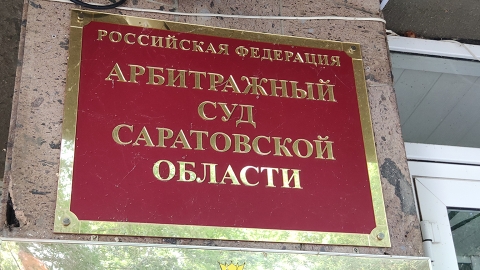 РОССИЙСКАЯ ФЕДЕРАЦИЯ
АРБИТРАЖНЫЙ
СУД
САРАТОВСКОЙ
ОБЛАСТИ